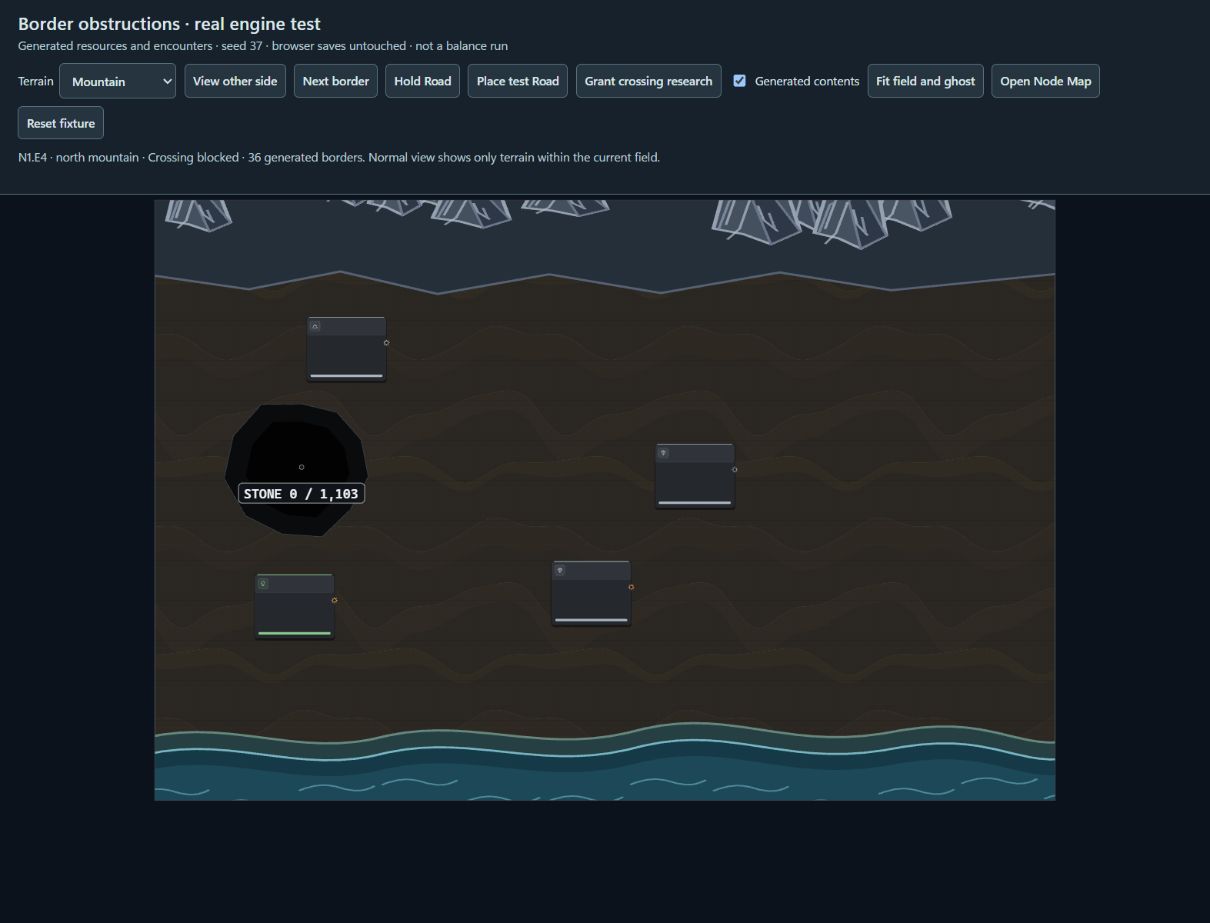 Border obstructions · real engine test
Generated resources and encounters · seed 37 · browser saves untouched · not a balance run
Terrain Mountain View other side Next border Hold Road Place test Road Grant crossing research Generated contents Fit field and ghost Open Node Map
Reset fixture
N1.E4 · north mountain · Crossing blocked · 36 generated borders. Normal view shows only terrain within the current field.
STONE 0 / 1,103